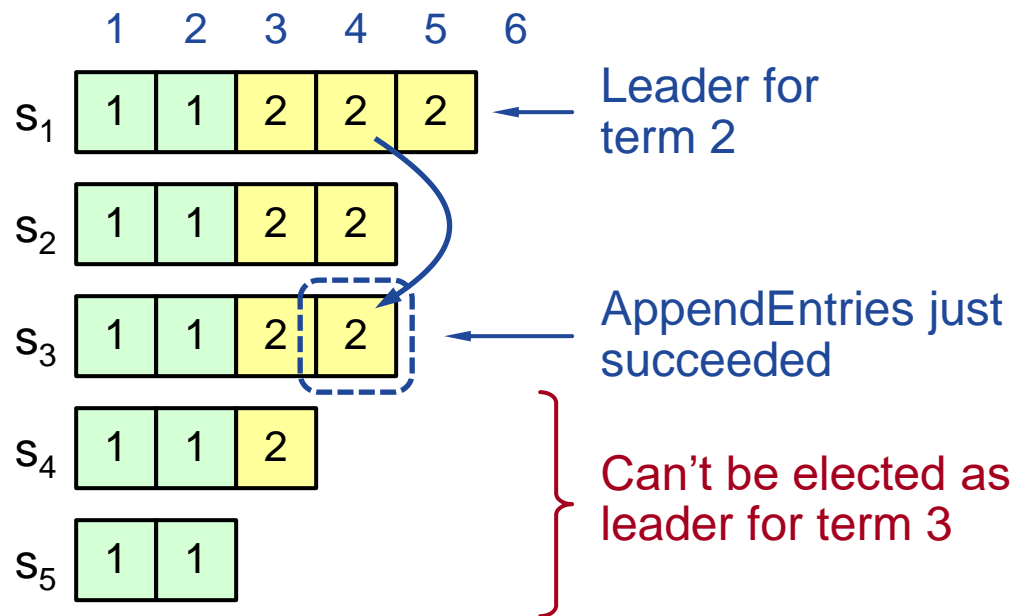 1 2 3 4 5 6
s1 1 1 2 2 2
Leader for
term 2
s2 1 1 2 2
s3 1 1 2 2
AppendEntries just
succeeded
s4 1 1 2
Can’t be elected as
leader for term 3
s5 1 1